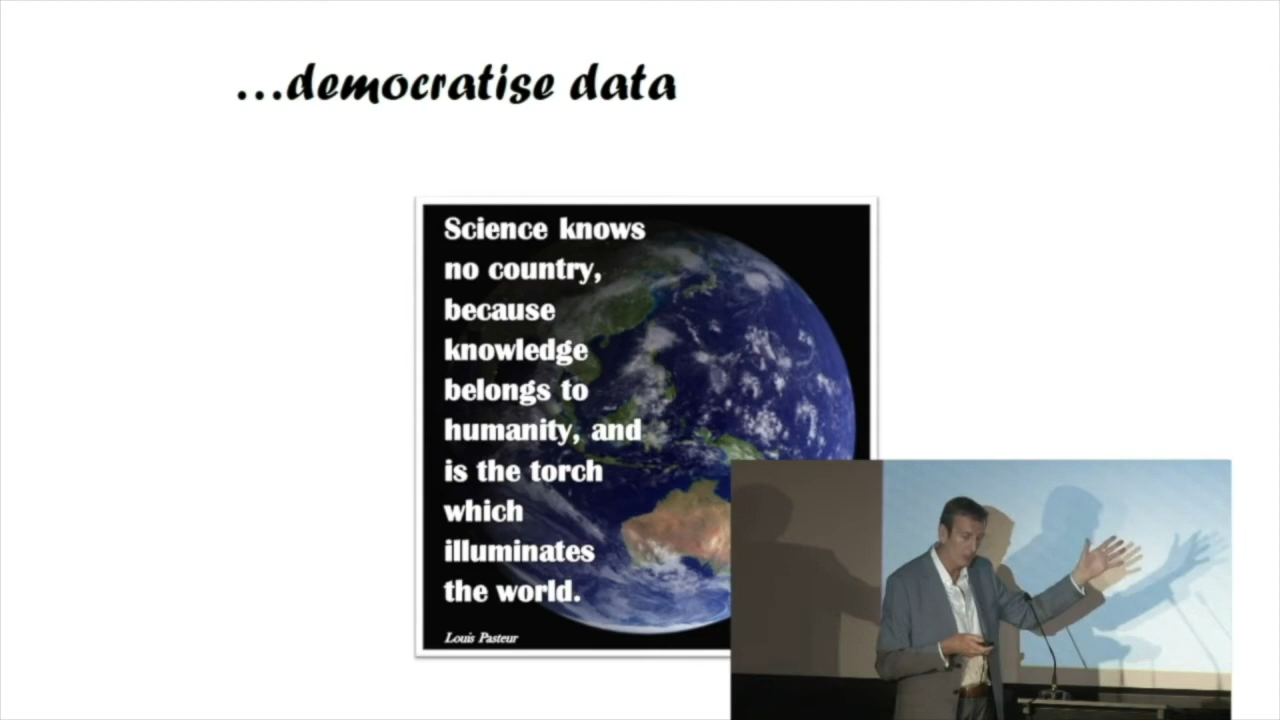 ...democratise data
Science knows
no country,
because
knowledge
belongs to
humanity, and
is the torch
which
illuminates
the world.
Louis Pasteur